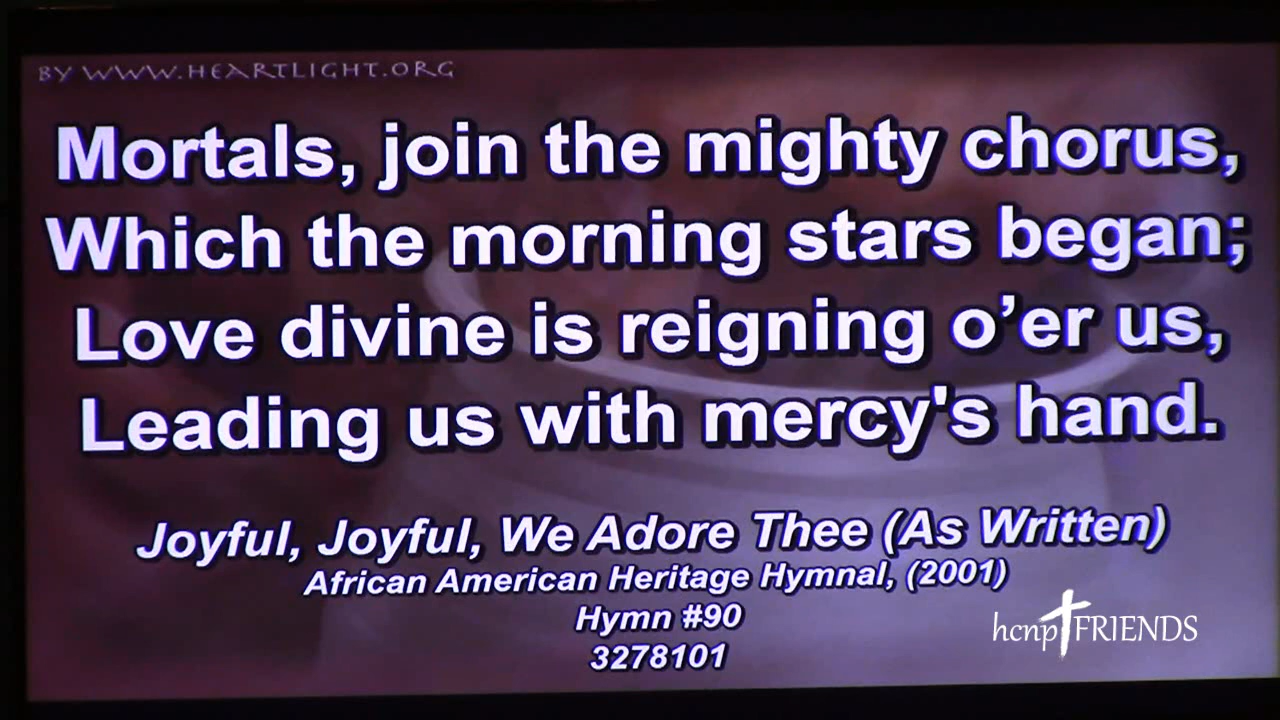 BY WWW.HEARTLIGHT.ORG
Mortals, join the mighty chorus,
Which the morning stars began;
Love divine is reigning o’er us,
Leading us with mercy's hand.
Joyful, Joyful, We Adore Thee (As Written)
African American Heritage Hymnal, (2001)
Hymn #90
3278101
hcnp FRIENDS